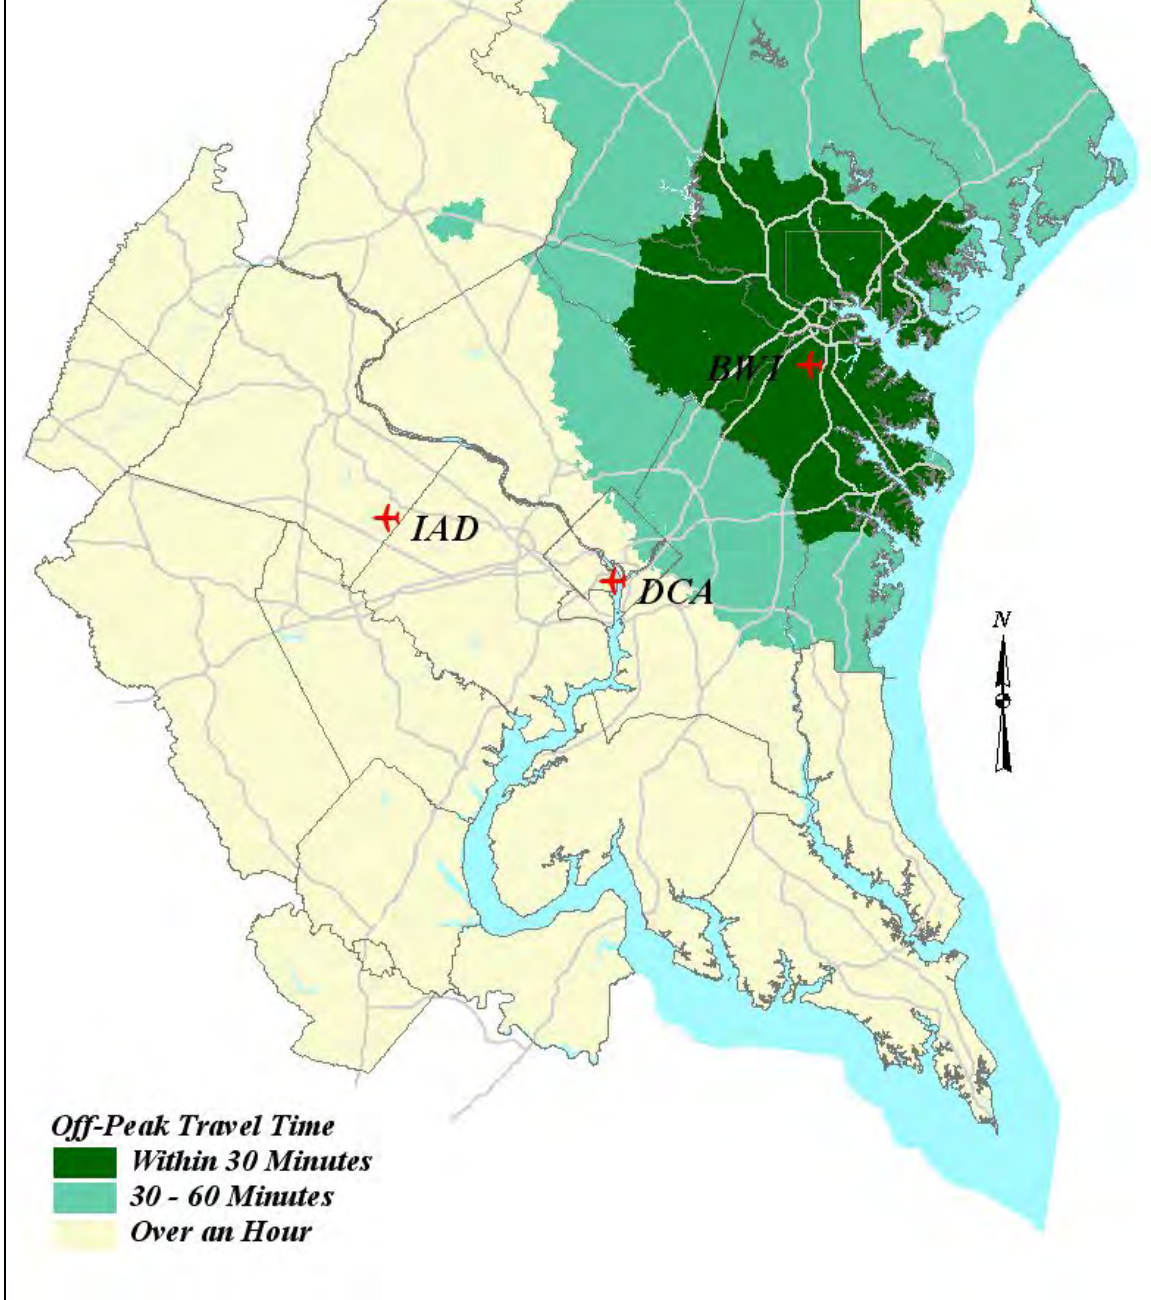 BWI
IAD
DCA
N
Off-Peak Travel Time
Within 30 Minutes
30 - 60 Minutes
Over an Hour